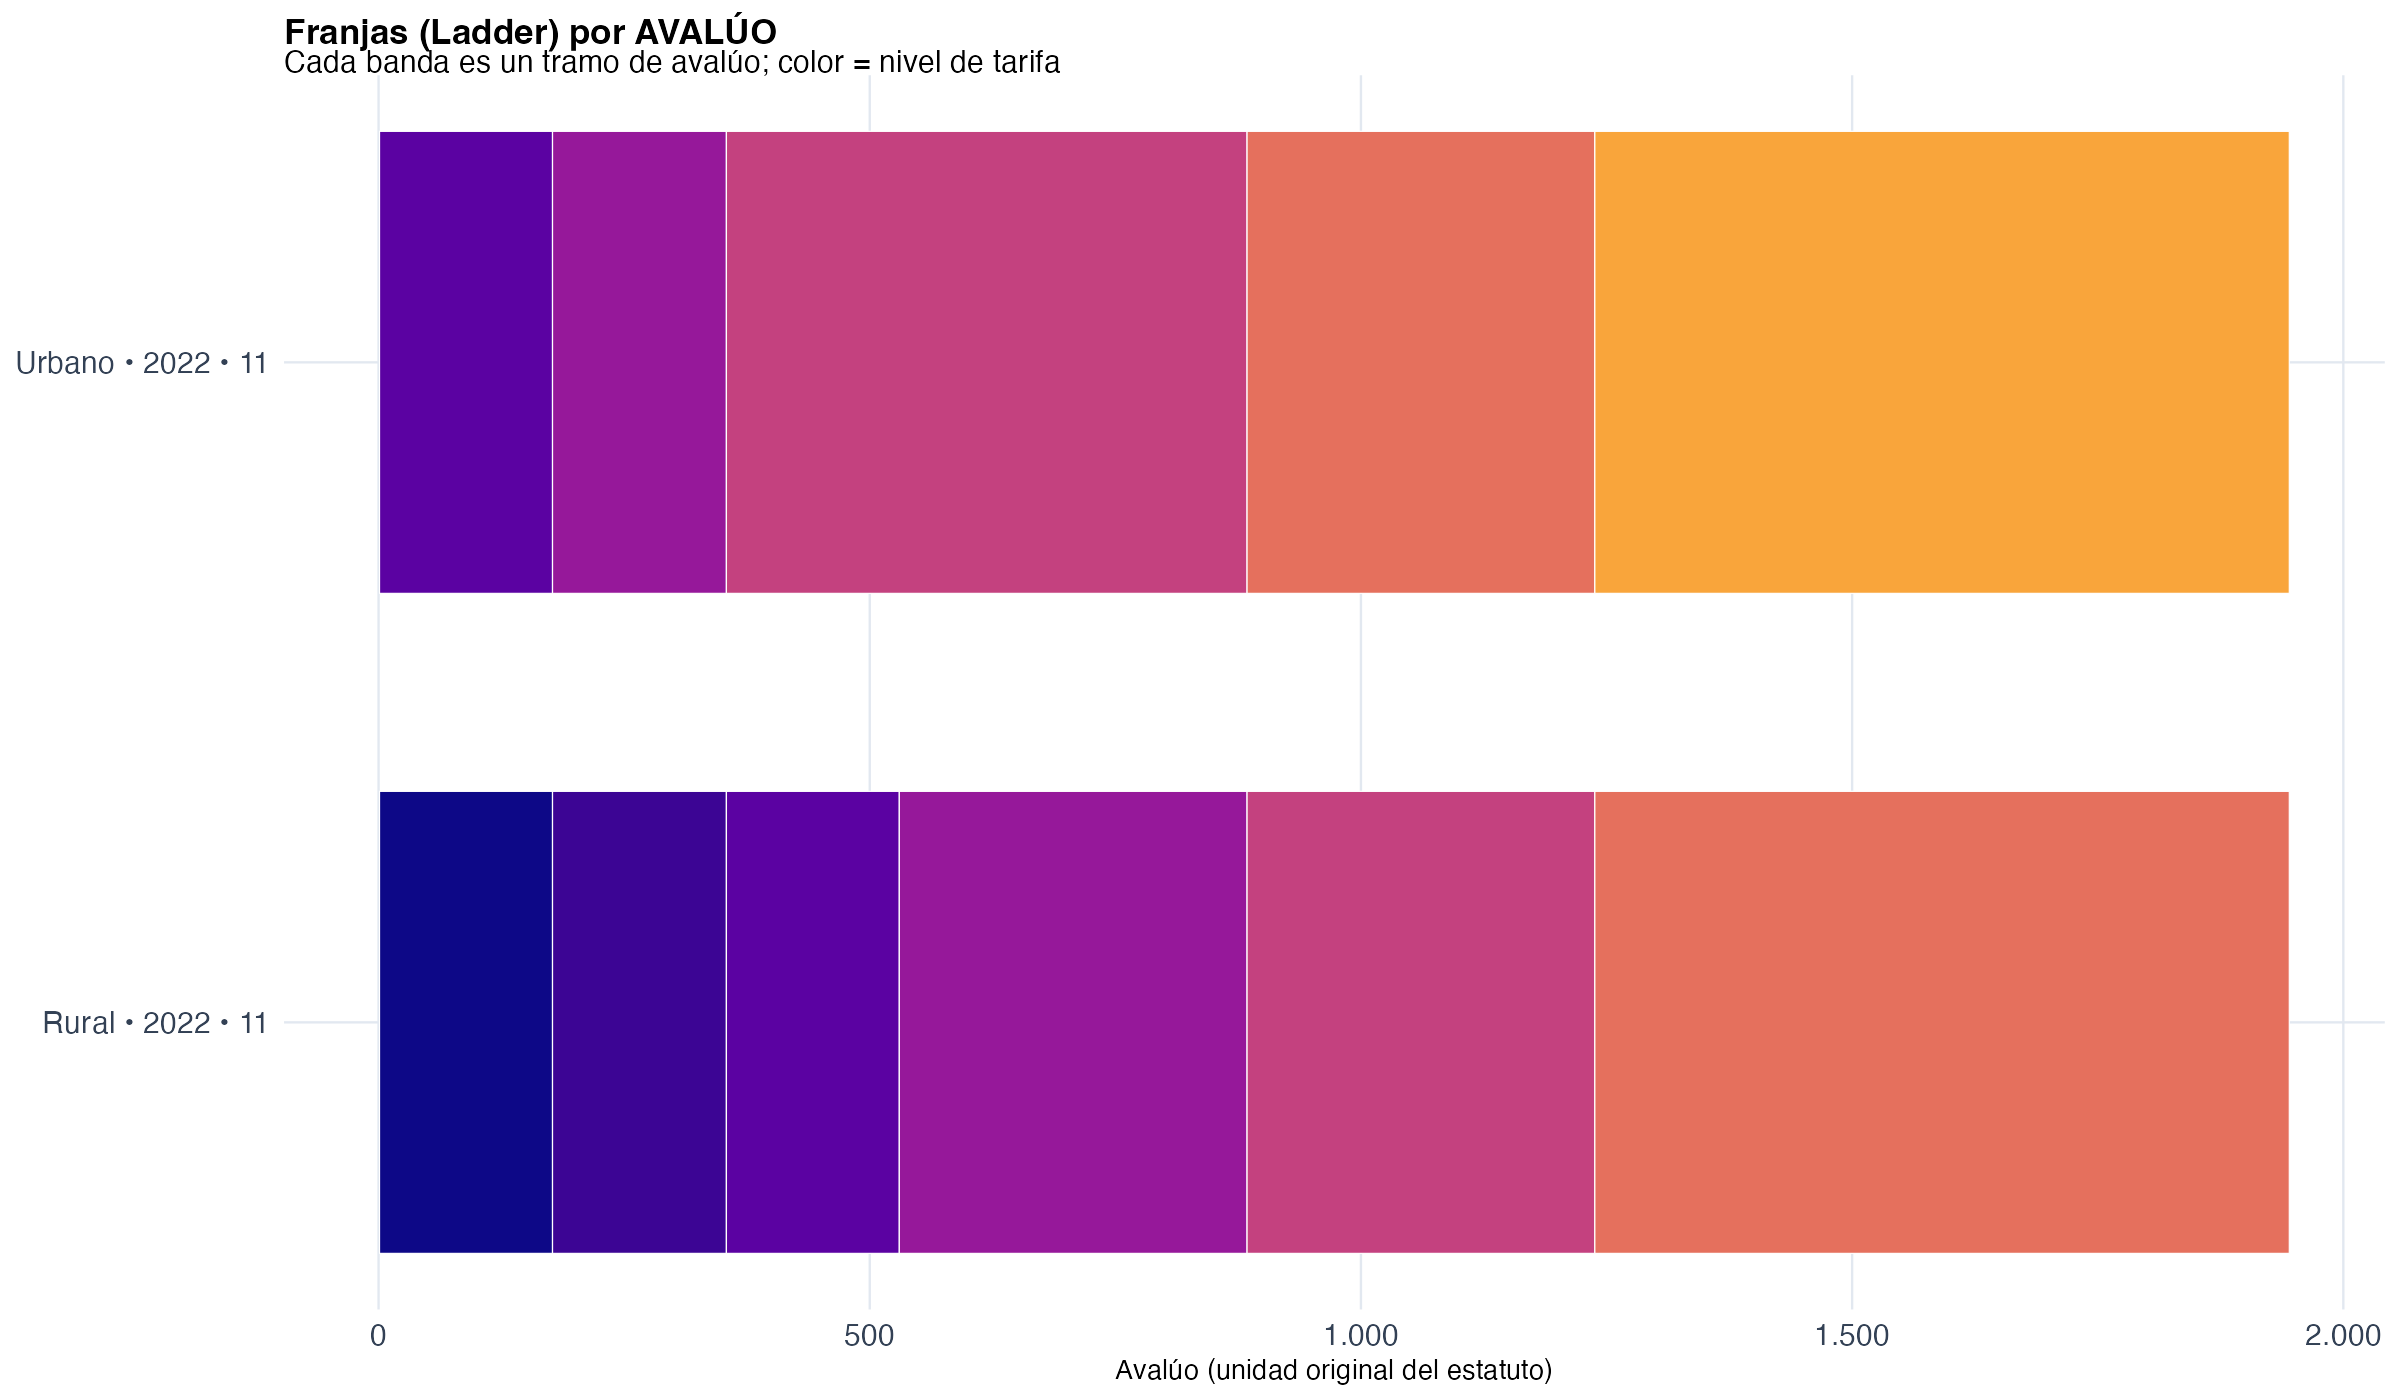 Franjas (Ladder) por AVALÚO
Cada banda es un tramo de avalúo; color = nivel de tarifa
Urbano • 2022 • 11
Rural • 2022 • 11
0 500 1.000 1.500 2.000
Avalúo (unidad original del estatuto)